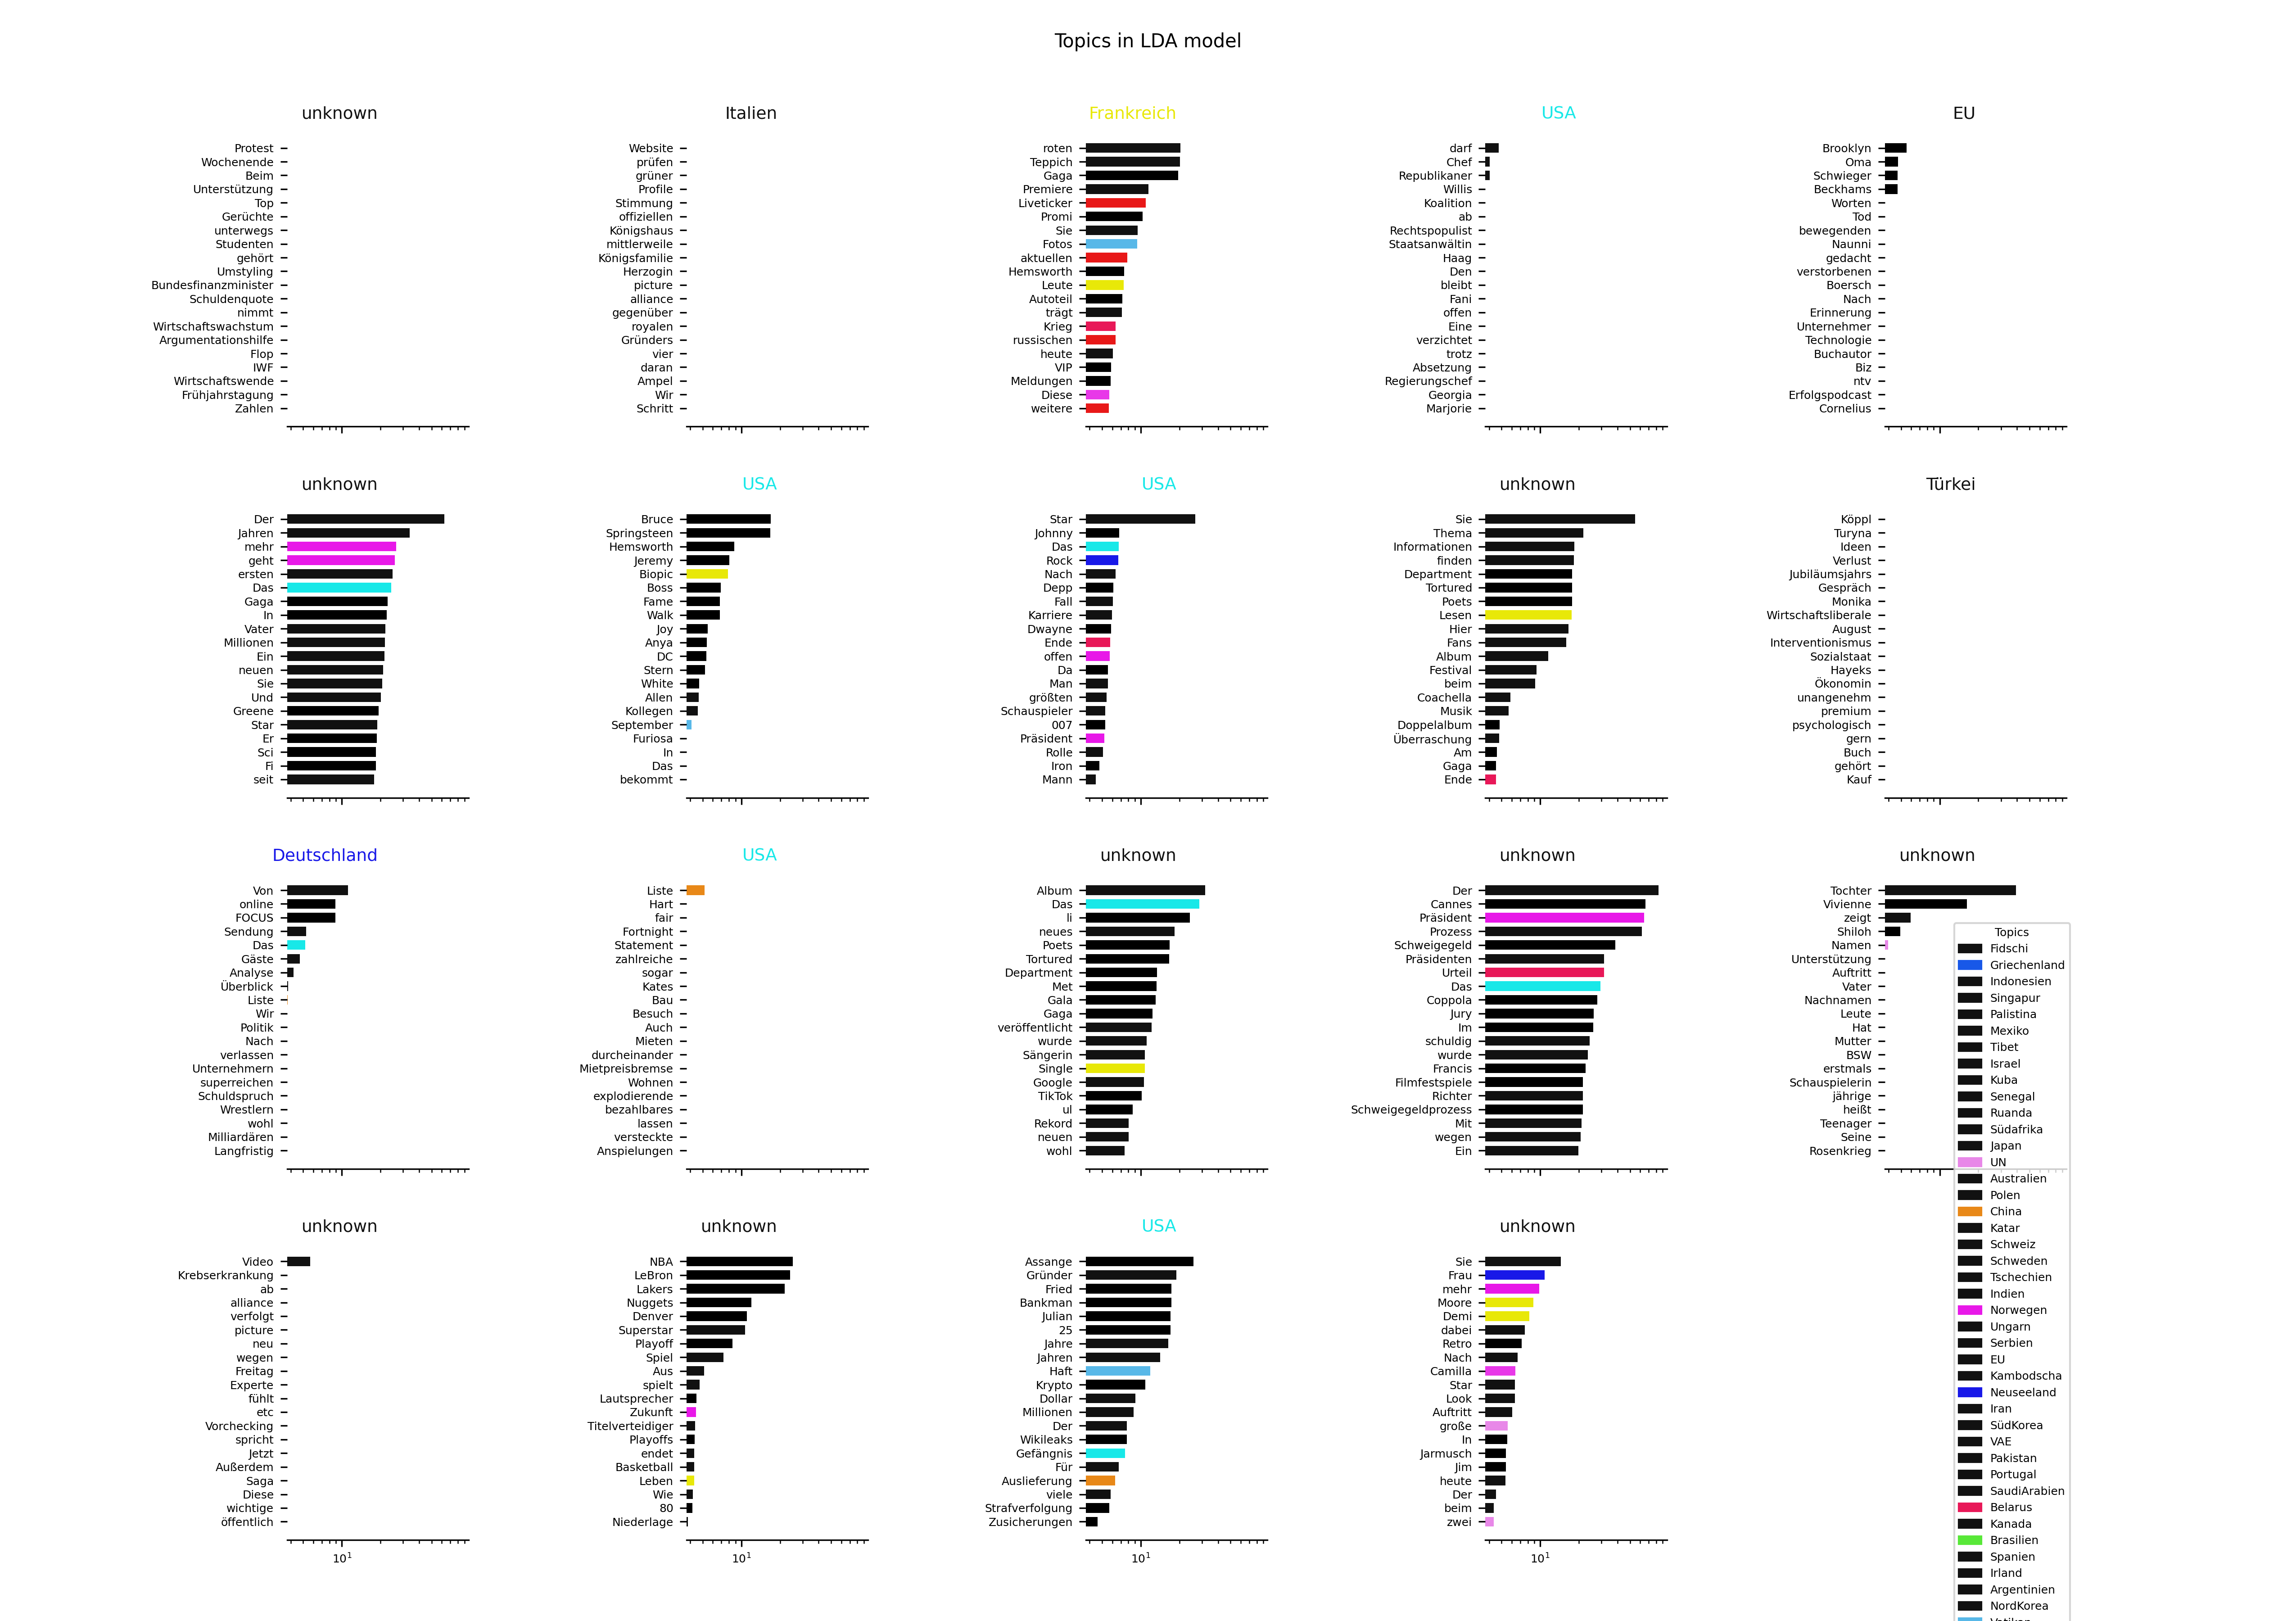 Topics in LDA model
unknown
Protest
Wochenende
Beim
Unterstützung
Top
Gerüchte
unterwegs
Studenten
gehört
Umstyling
Bundesfinanzminister
Schuldenquote
nimmt
Wirtschaftswachstum
Argumentationshilfe
Flop
IWF
Wirtschaftswende
Frühjahrstagung
Zahlen
Italien
Website
prüfen
grüner
Profile
Stimmung
offiziellen
Königshaus
mittlerweile
Königsfamilie
Herzogin
picture
alliance
gegenüber
royalen
Gründers
vier
daran
Ampel
Wir
Schritt
Frankreich
roten
Teppich
Gaga
Premiere
Liveticker
Promi
Sie
Fotos
aktuellen
Hemsworth
Leute
Autoteil
trägt
Krieg
russischen
heute
VIP
Meldungen
Diese
weitere
USA
darf
Chef
Republikaner
Willis
Koalition
ab
Rechtspopulist
Staatsanwältin
Haag
Den
bleibt
Fani
offen
Eine
verzichtet
trotz
Absetzung
Regierungschef
Georgia
Marjorie
EU
Brooklyn
Oma
Schwieger
Beckhams
Worten
Tod
bewegenden
Naunni
gedacht
verstorbenen
Boersch
Nach
Erinnerung
Unternehmer
Technologie
Buchautor
Biz
ntv
Erfolgspodcast
Cornelius
unknown
Der
Jahren
mehr
geht
ersten
Das
Gaga
In
Vater
Millionen
Ein
neuen
Sie
Und
Greene
Star
Er
Sci
Fi
seit
USA
Bruce
Springsteen
Hemsworth
Jeremy
Biopic
Boss
Fame
Walk
Joy
Anya
DC
Stern
White
Allen
Kollegen
September
Furiosa
In
Das
bekommt
USA
Star
Johnny
Das
Rock
Nach
Depp
Fall
Karriere
Dwayne
Ende
offen
Da
Man
größten
Schauspieler
007
Präsident
Rolle
Iron
Mann
unknown
Sie
Thema
Informationen
finden
Department
Tortured
Poets
Lesen
Hier
Fans
Album
Festival
beim
Coachella
Musik
Doppelalbum
Überraschung
Am
Gaga
Ende
Türkei
Köppl
Turyna
Ideen
Verlust
Jubiläumsjahrs
Gespräch
Monika
Wirtschaftsliberale
August
Interventionismus
Sozialstaat
Hayeks
Ökonomin
unangenehm
premium
psychologisch
gern
Buch
gehört
Kauf
Deutschland
Von
online
FOCUS
Sendung
Das
Gäste
Analyse
Überblick
Liste
Wir
Politik
Nach
verlassen
Unternehmern
superreichen
Schuldspruch
Wrestlern
wohl
Milliardären
Langfristig
USA
Liste
Hart
fair
Fortnight
Statement
zahlreiche
sogar
Kates
Bau
Besuch
Auch
Mieten
durcheinander
Mietpreisbremse
Wohnen
explodierende
bezahlbares
lassen
versteckte
Anspielungen
unknown
Album
Das
li
neues
Poets
Tortured
Department
Met
Gala
Gaga
veröffentlicht
wurde
Sängerin
Single
Google
TikTok
ul
Rekord
neuen
wohl
unknown
Der
Cannes
Präsident
Prozess
Schweigegeld
Präsidenten
Urteil
Das
Coppola
Jury
Im
schuldig
wurde
Francis
Filmfestspiele
Richter
Schweigegeldprozess
Mit
wegen
Ein
unknown
Tochter
Vivienne
zeigt
Shiloh
Namen
Unterstützung
Auftritt
Vater
Nachnamen
Leute
Hat
Mutter
BSW
erstmals
Schauspielerin
jährige
heißt
Teenager
Seine
Rosenkrieg
unknown
Video
Krebserkrankung
ab
alliance
verfolgt
picture
neu
wegen
Freitag
Experte
fühlt
etc
Vorchecking
spricht
Jetzt
Außerdem
Saga
Diese
wichtige
öffentlich
10¹
unknown
NBA
LeBron
Lakers
Nuggets
Denver
Superstar
Playoff
Spiel
Aus
spielt
Lautsprecher
Zukunft
Titelverteidiger
Playoffs
endet
Basketball
Leben
Wie
80
Niederlage
10¹
USA
Assange
Gründer
Fried
Bankman
Julian
25
Jahre
Jahren
Haft
Krypto
Dollar
Millionen
Der
Wikileaks
Gefängnis
Für
Auslieferung
viele
Strafverfolgung
Zusicherungen
10¹
unknown
Sie
Frau
mehr
Moore
Demi
dabei
Retro
Nach
Camilla
Star
Look
Auftritt
große
In
Jarmusch
Jim
heute
Der
beim
zwei
10¹
Topics
Fidschi
Griechenland
Indonesien
Singapur
Palistina
Mexiko
Tibet
Israel
Kuba
Senegal
Ruanda
Südafrika
Japan
UN
Australien
Polen
China
Katar
Schweiz
Schweden
Tschechien
Indien
Norwegen
Ungarn
Serbien
EU
Kambodscha
Neuseeland
Iran
SüdKorea
VAE
Pakistan
Portugal
SaudiArabien
Belarus
Kanada
Brasilien
Spanien
Irland
Argentinien
NordKorea